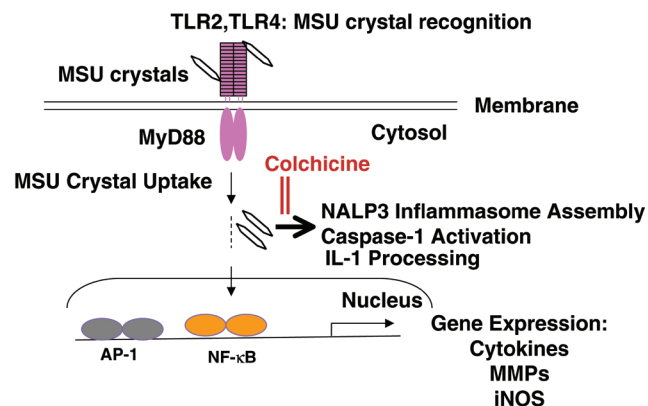 TLR2,TLR4: MSU crystal recognition
MSU crystals
Membrane
MyD88
Cytosol
Colchicine
MSU Crystal Uptake
NALP3 Inflammasome Assembly
Caspase-1 Activation
IL-1 Processing
Nucleus
Gene Expression:
Cytokines
MMPs
iNOS
AP-1
NF-κB